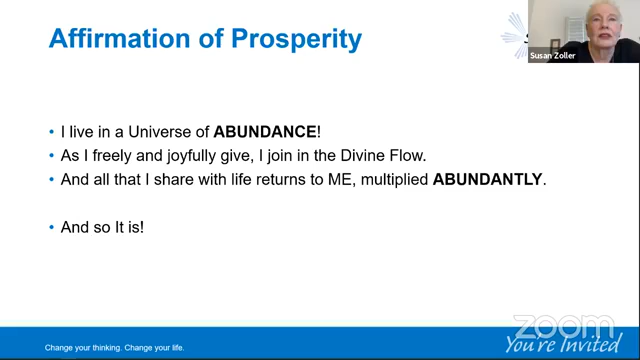 Affirmation of Prosperity
Susan Zoller
• I live in a Universe of ABUNDANCE!
• As I freely and joyfully give, I join in the Divine Flow.
• And all that I share with life returns to ME, multiplied ABUNDANTLY.
• And so It is!
zoom
Change your thinking. Change your life.
You're Invited